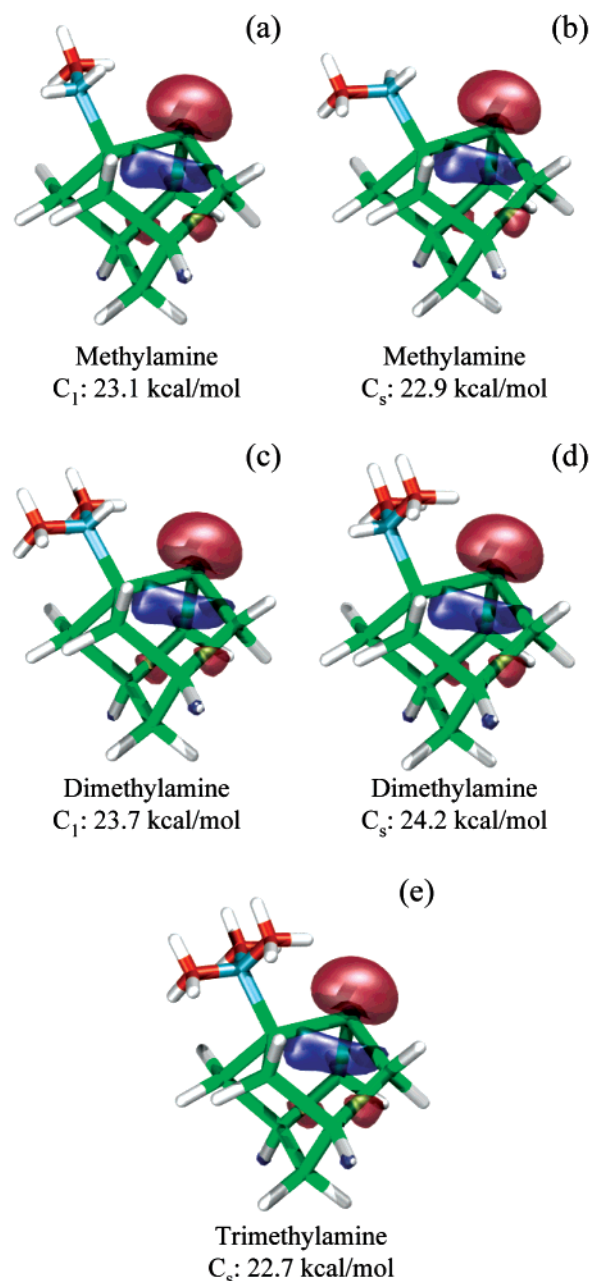 (a)
(b)
Methylamine
C₁: 23.1 kcal/mol
Methylamine
Cₛ: 22.9 kcal/mol
(c)
(d)
Dimethylamine
C₁: 23.7 kcal/mol
Dimethylamine
Cₛ: 24.2 kcal/mol
(e)
Trimethylamine
Cₛ: 22.7 kcal/mol